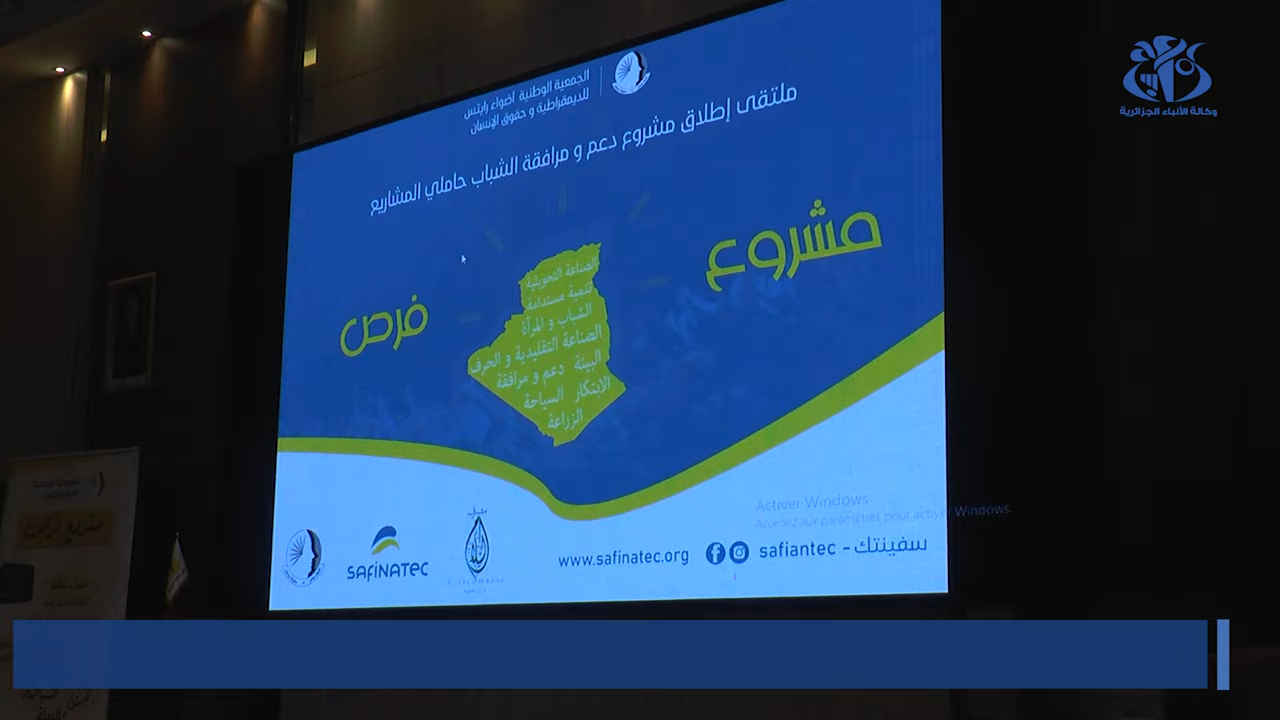 وكالة الأنباء الجزائرية
الجمعية الوطنية اضواء رايتس
للديمقراطية و حقوق الإنسان
ملتقى إطلاق مشروع دعم و مرافقة الشباب حاملي المشاريع
مشروع
فرص
الصناعة التحويلية
تنمية مستدامة
الشباب و المرأة
الصناعة التقليدية و الحرف
البيئة دعم و مرافقة
الابتكار السياحة
الزراعة
Activer Windows
Accédez aux paramètres pour activer Windows.
SAFINATEC
مصرف
www.safinatec.org
safiantec - سفينتك